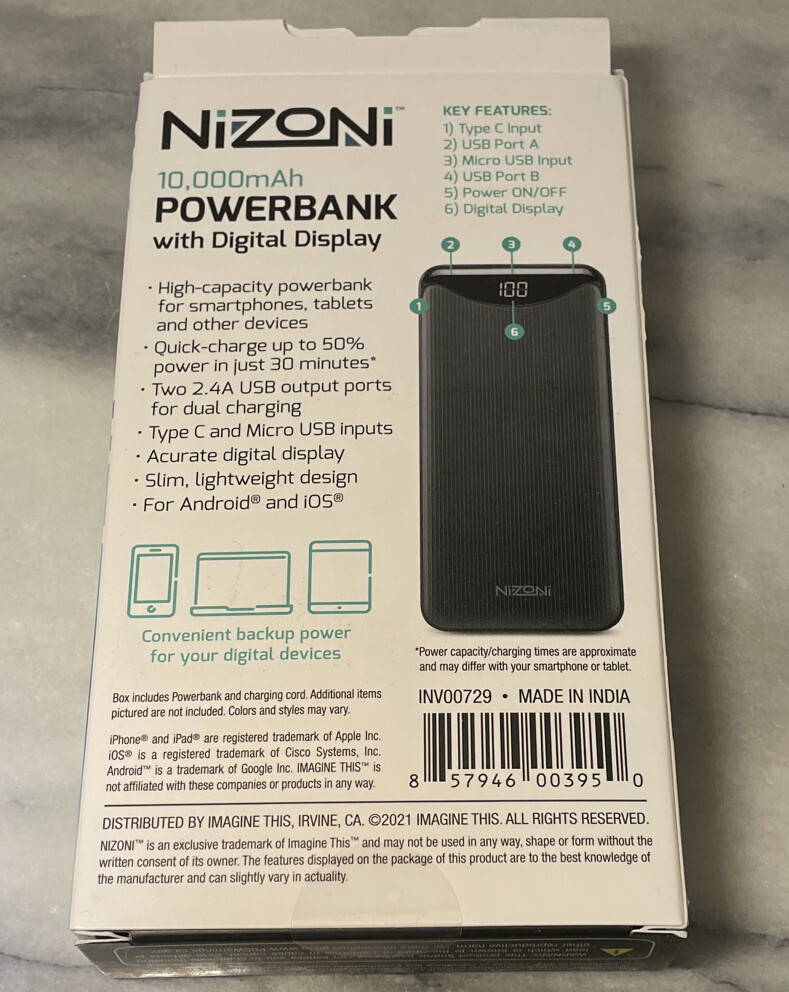 NiZONi™
10,000mAh
POWERBANK
with Digital Display
• High-capacity powerbank
for smartphones, tablets
and other devices
• Quick-charge up to 50%
power in just 30 minutes*
• Two 2.4A USB output ports
for dual charging
• Type C and Micro USB inputs
• Acurate digital display
• Slim, lightweight design
• For Android® and iOS®
Convenient backup power
for your digital devices
KEY FEATURES:
1) Type C Input
2) USB Port A
3) Micro USB Input
4) USB Port B
5) Power ON/OFF
6) Digital Display
2 3 4
100
1 5
6
NiZONi
*Power capacity/charging times are approximate
and may differ with your smartphone or tablet.
Box includes Powerbank and charging cord. Additional items
pictured are not included. Colors and styles may vary.
iPhone® and iPad® are registered trademark of Apple Inc.
iOS® is a registered trademark of Cisco Systems, Inc.
Android™ is a trademark of Google Inc. IMAGINE THIS™ is
not affiliated with these companies or products in any way.
INV00729 • MADE IN INDIA
8 57946 00395 0
DISTRIBUTED BY IMAGINE THIS, IRVINE, CA. ©2021 IMAGINE THIS. ALL RIGHTS RESERVED.
NIZONI™ is an exclusive trademark of Imagine This™ and may not be used in any way, shape or form without the
written consent of its owner. The features displayed on the package of this product are to the best knowledge of
the manufacturer and can slightly vary in actuality.